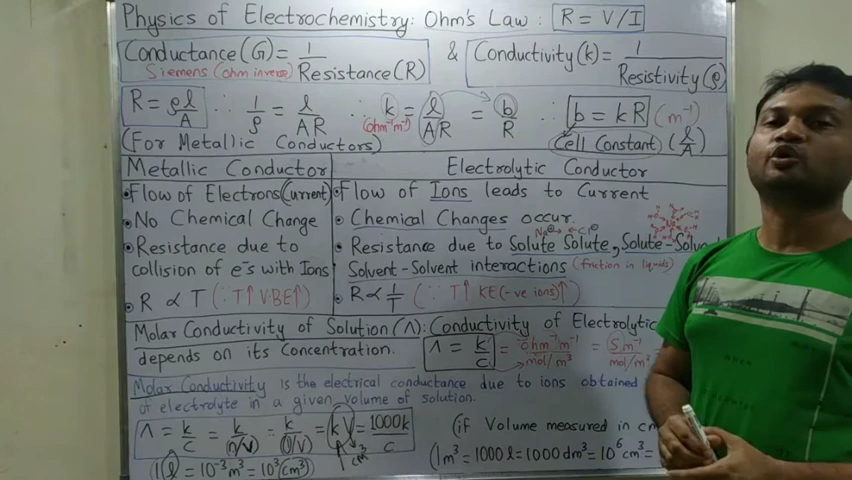 Physics of Electrochemistry: Ohm's Law : R = V/I
Conductance(G) = 1/Resistance(R) & Conductivity(k) = 1/Resistivity(ρ)
Siemens (ohm inverse)
R = ρl/A ∴ 1/ρ = l/AR ∴ k = l/AR = b/R ∴ b = kR (m⁻¹)
(ohm⁻¹m⁻¹)
(For Metallic Conductors) Cell Constant (l/A)
Metallic Conductor
• Flow of Electrons (Current)
• No Chemical Change
• Resistance due to
collision of e⁻s with Ions
• R ∝ T (∵ T↑ VBE↑)
Electrolytic Conductor
• Flow of Ions leads to Current
• Chemical Changes occur.
• Resistance due to Solute Solute, Solute-Solvent
Solvent-Solvent interactions (friction in liquids)
• R ∝ 1/T (∵ T↑ KE(-ve ions)↑)
Molar Conductivity of Solution (Λ): Conductivity of Electrolytic
depends on its Concentration. Λ = k/c = ohm⁻¹m⁻¹/mol/m³ = Sm⁻¹/mol/m³
Molar Conductivity is the electrical conductance due to ions obtained
of electrolyte in a given volume of solution.
Λ = k/c = k/(n/V) = k/(1/V) = kV = 1000k/c (if Volume measured in cm
cm³
1l = 10⁻³m³ = 10³(cm³) (1m³ = 1000l = 1000dm³ = 10⁶cm³ =